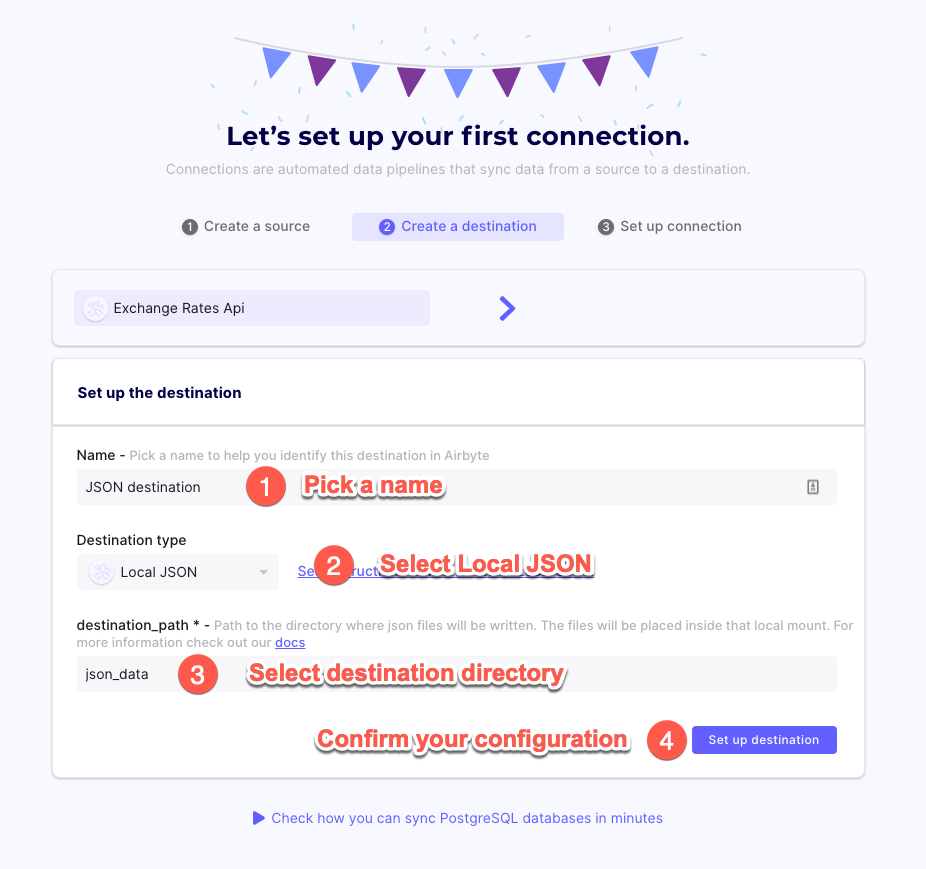 Let's set up your first connection.
Connections are automated data pipelines that sync data from a source to a destination.
1 Create a source
2 Create a destination
3 Set up connection
Exchange Rates Api
Set up the destination
Name - Pick a name to help you identify this destination in Airbyte
JSON destination
1 Pick a name
Destination type
Local JSON
2 Select Local JSON
destination_path * - Path to the directory where json files will be written. The files will be placed inside that local mount. For
more information check out our docs
json_data
3 Select destination directory
Confirm your configuration 4
Set up destination
Check how you can sync PostgreSQL databases in minutes